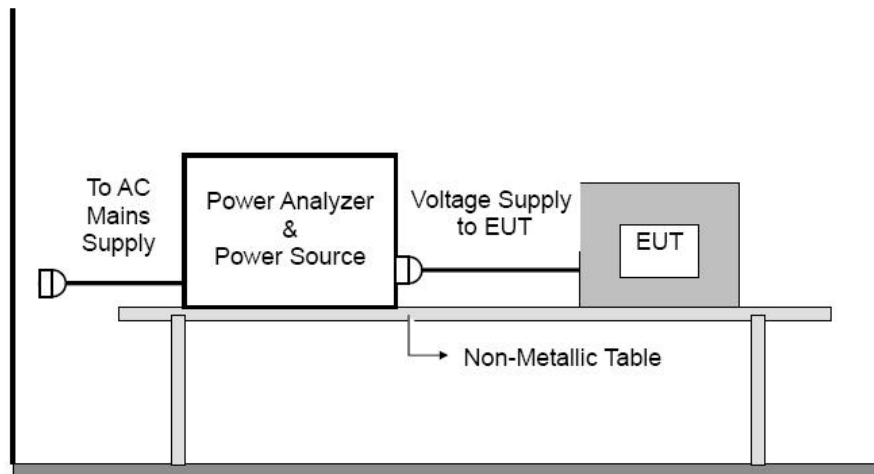 To AC
Mains
Supply
Power Analyzer
&
Power Source
Voltage Supply
to EUT
EUT
Non-Metallic Table